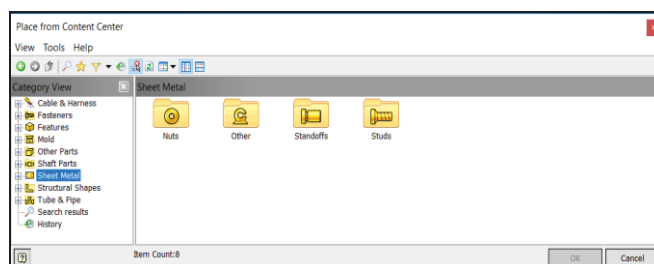 Place from Content Center
View Tools Help
Category View
Sheet Metal
Cable & Harness
Fasteners
Features
Mold
Other Parts
Shaft Parts
Sheet Metal
Structural Shapes
Tube & Pipe
Search results
History
Nuts Other Standoffs Studs
Item Count:8
OK Cancel